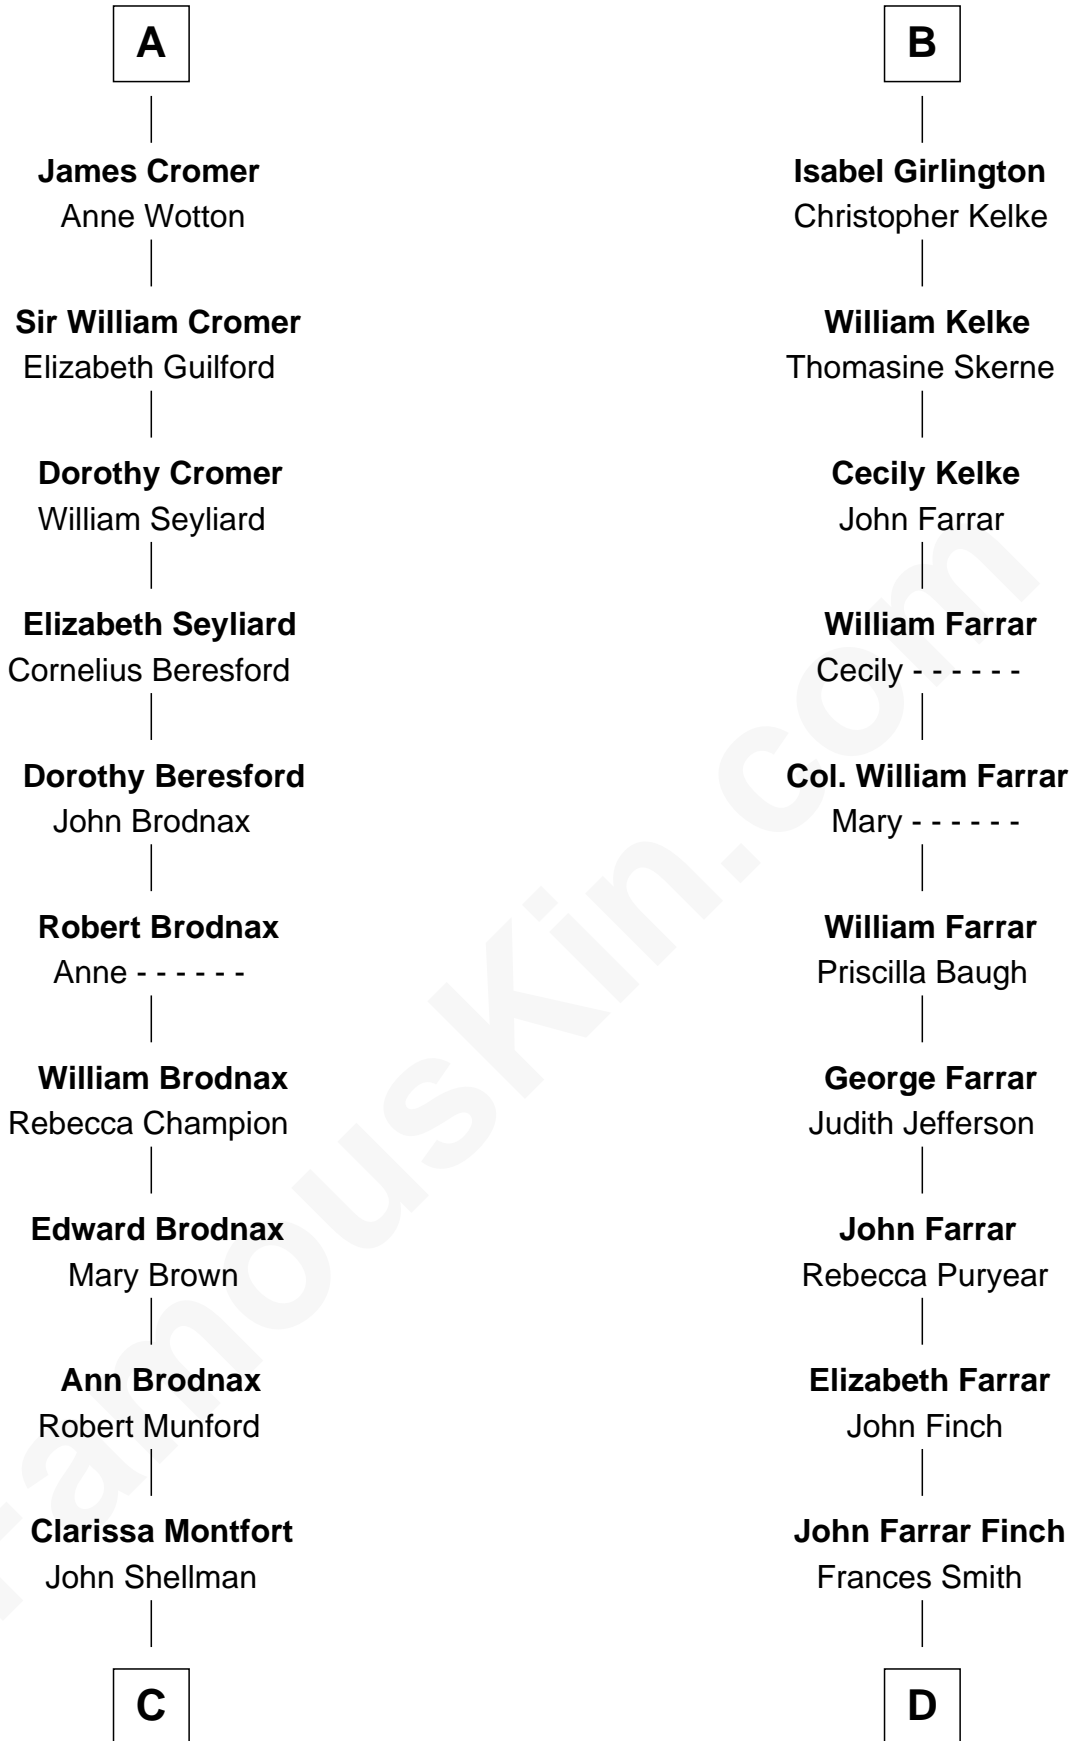 A
James Cromer
Anne Wotton
Sir William Cromer
Elizabeth Guilford
Dorothy Cromer
William Seyliard
Elizabeth Seyliard
Cornelius Beresford
Dorothy Beresford
John Brodnax
Robert Brodnax
Anne - - - - - -
William Brodnax
Rebecca Champion
Edward Brodnax
Mary Brown
Ann Brodnax
Robert Munford
Clarissa Montfort
John Shellman
C
B
Isabel Girlington
Christopher Kelke
William Kelke
Thomasine Skerne
Cecily Kelke
John Farrar
William Farrar
Cecily - - - - - -
Col. William Farrar
Mary - - - - - -
William Farrar
Priscilla Baugh
George Farrar
Judith Jefferson
John Farrar
Rebecca Puryear
Elizabeth Farrar
John Finch
John Farrar Finch
Frances Smith
D
FamousKin.com